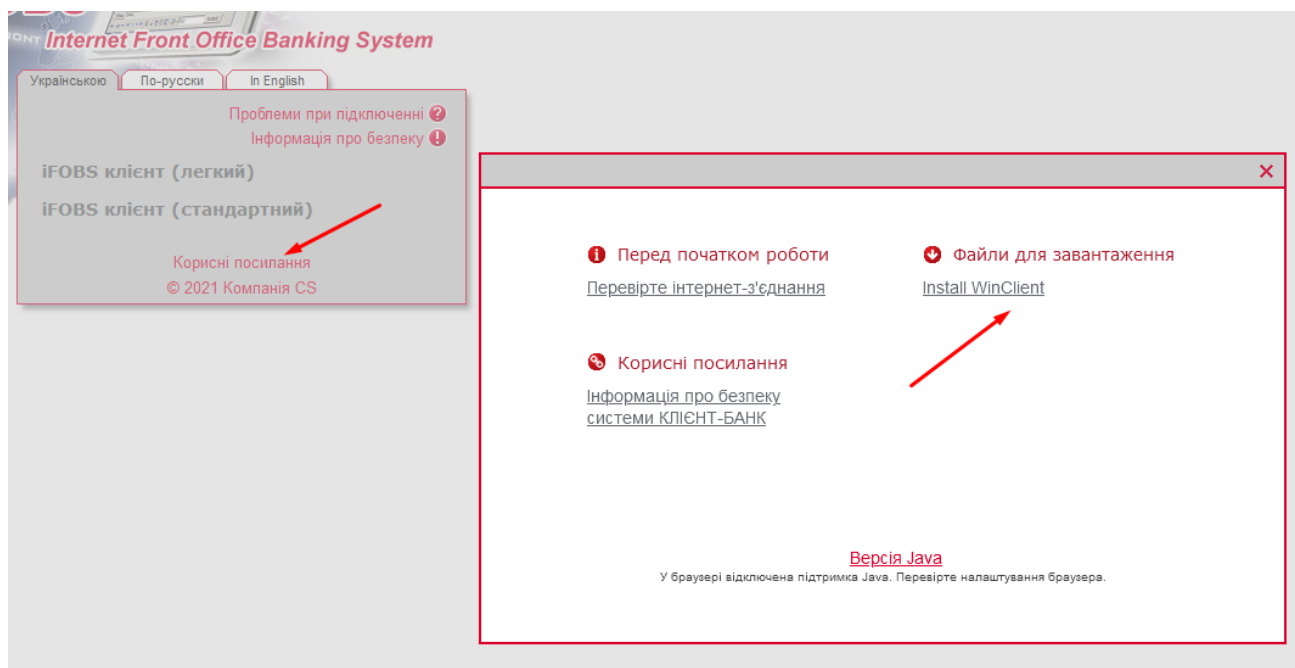 Internet Front Office Banking System
Українською
По-русски
In English
Проблеми при підключенні
Інформація про безпеку
iFOBS клієнт (легкий)
iFOBS клієнт (стандартний)
Корисні посилання
© 2021 Компанія CS
Перед початком роботи
Перевірте інтернет-з'єднання
Файли для завантаження
Install WinClient
Корисні посилання
Інформація про безпеку
системи КЛІЄНТ-БАНК
Версія Java
У браузері відключена підтримка Java. Перевірте налаштування браузера.